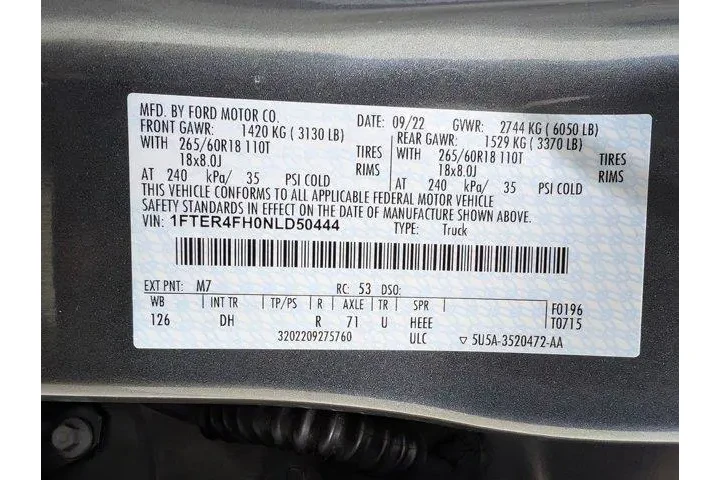 MFD. BY FORD MOTOR CO.
DATE: 09/22 GVWR: 2744 KG ( 6050 LB)
FRONT GAWR: 1420 KG ( 3130 LB) REAR GAWR: 1529 KG ( 3370 LB)
WITH 265/60R18 110T TIRES WITH 265/60R18 110T TIRES
18x8.0J RIMS 18x8.0J RIMS
AT 240 kPa/ 35 PSI COLD AT 240 kPa/ 35 PSI COLD
THIS VEHICLE CONFORMS TO ALL APPLICABLE FEDERAL MOTOR VEHICLE
SAFETY STANDARDS IN EFFECT ON THE DATE OF MANUFACTURE SHOWN ABOVE.
VIN: 1FTER4FH0NLD50444 TYPE: Truck
EXT PNT: M7 RC: 53 DSO:
WB INT TR TP/PS R AXLE TR SPR F0196
126 DH R 71 U HEEE T0715
3202209275760 ULC ▽ 5U5A-3520472-AA